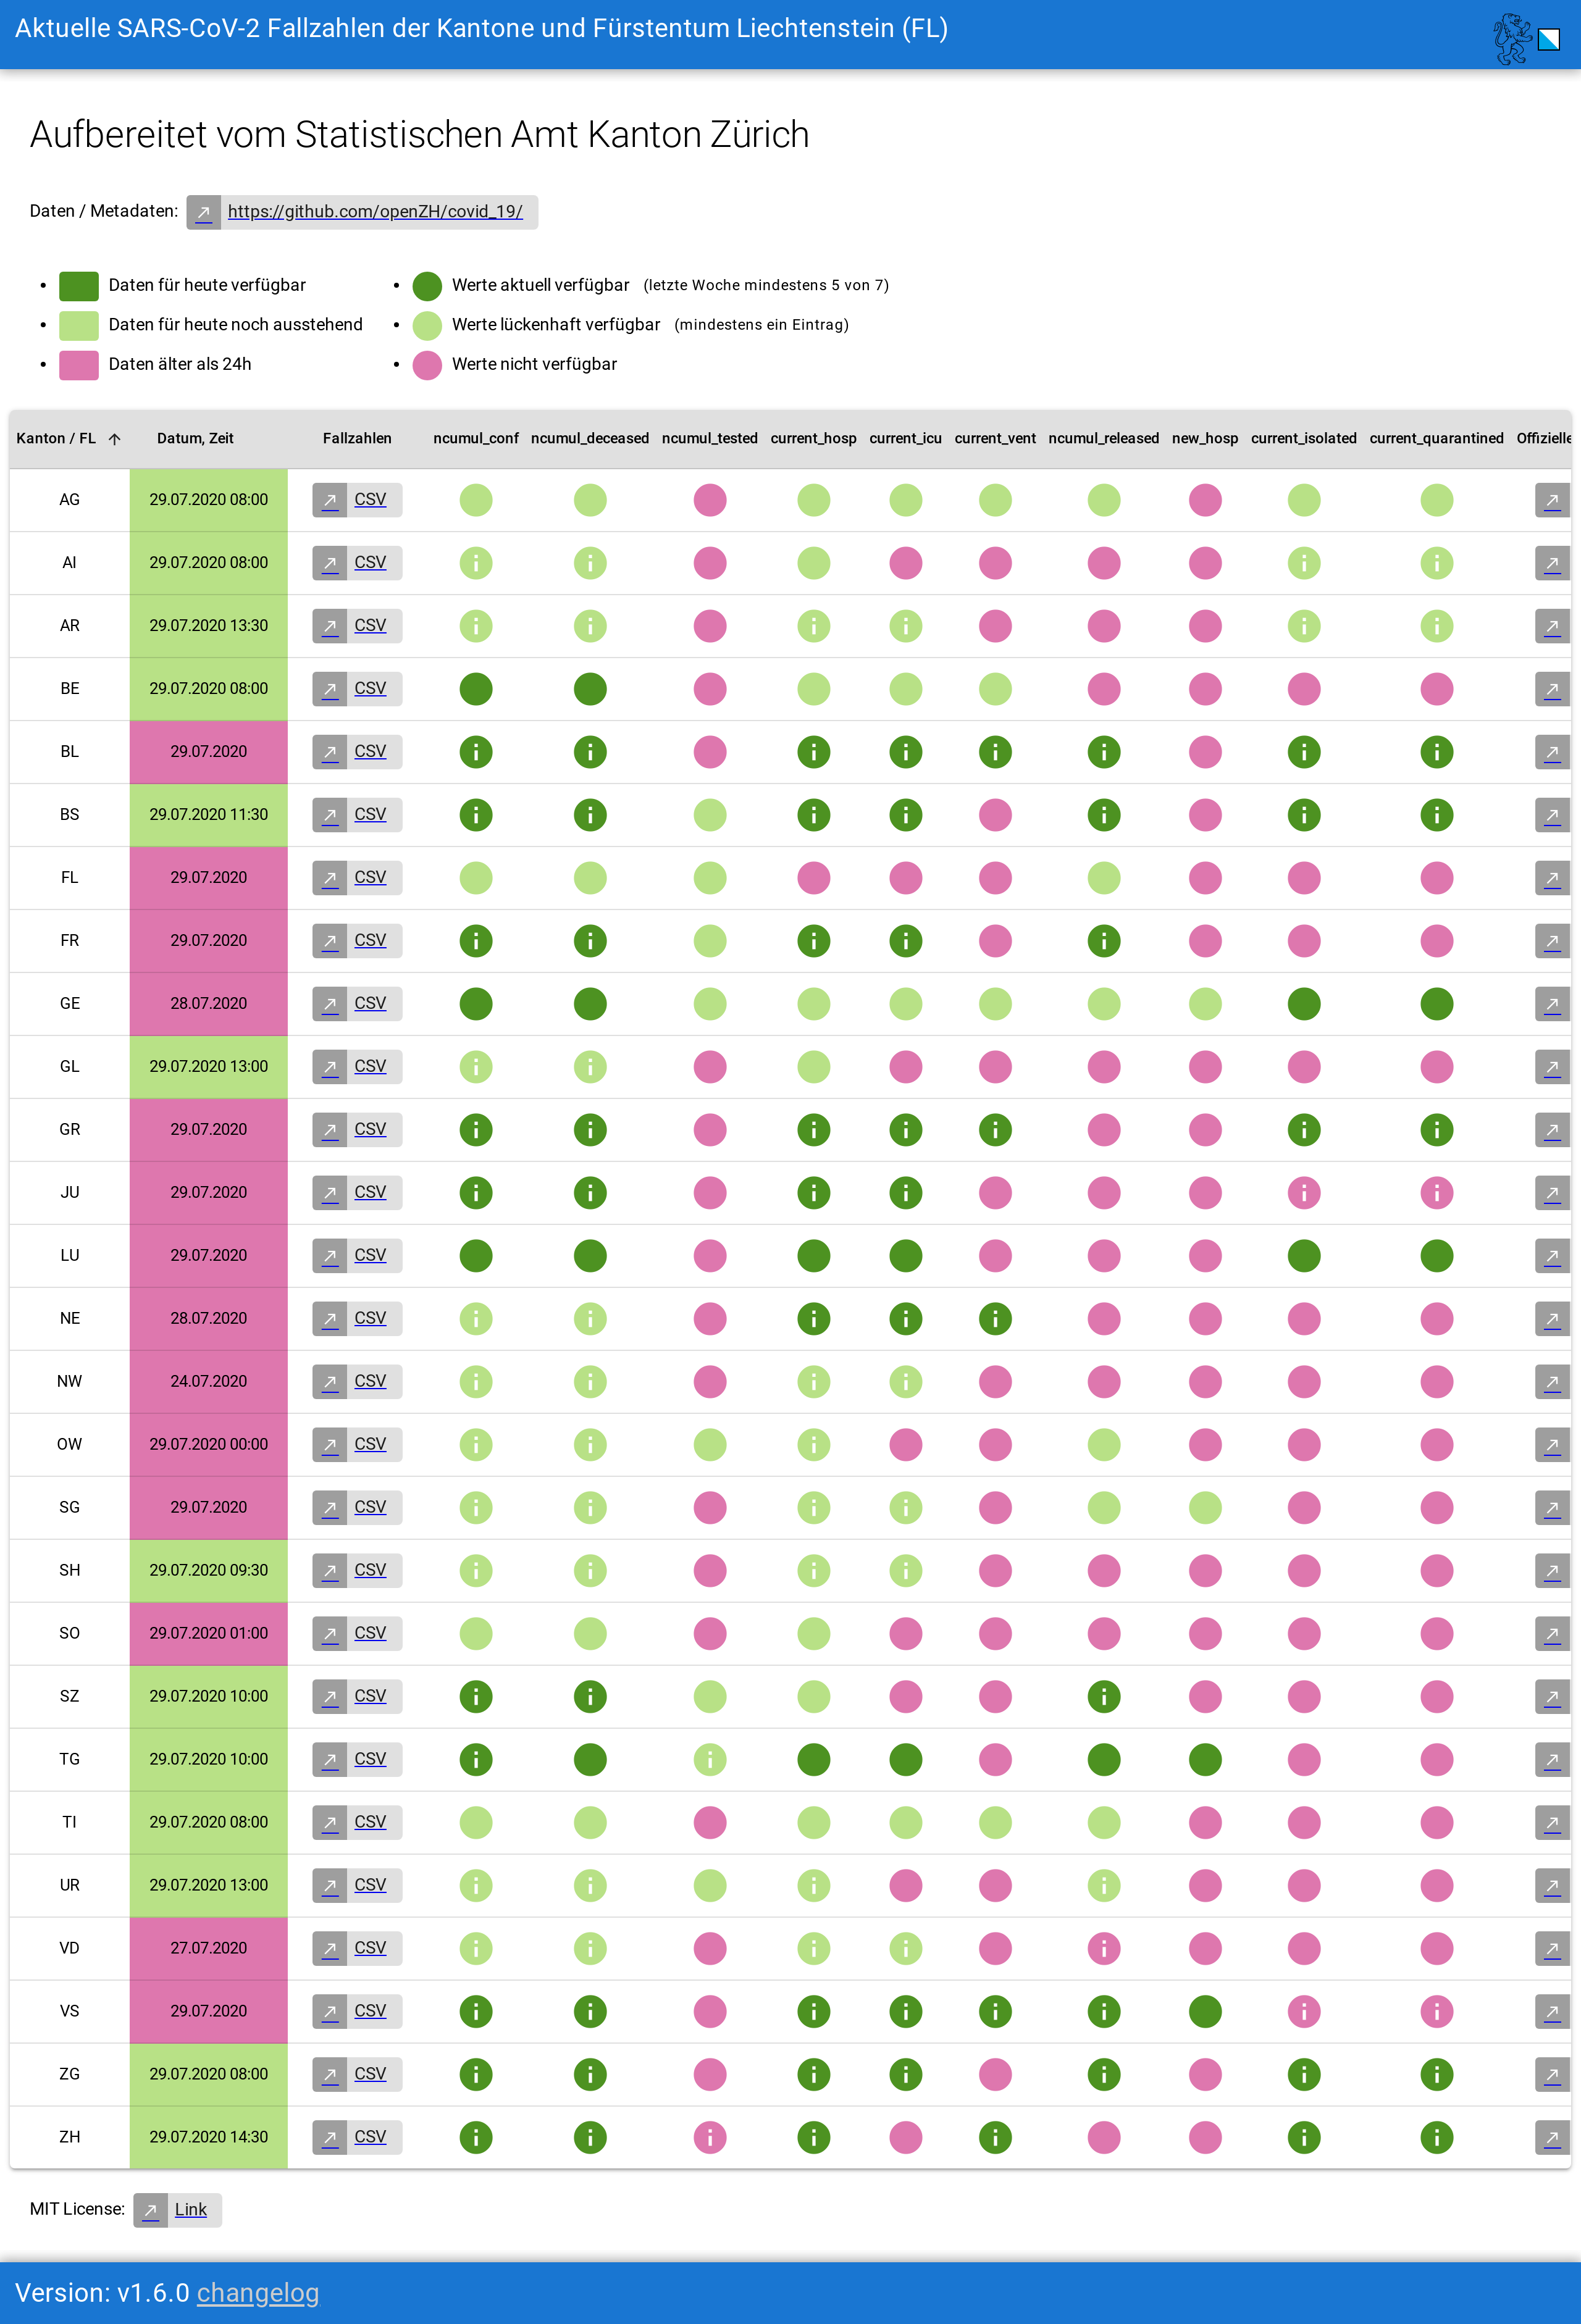 Aktuelle SARS-CoV-2 Fallzahlen der Kantone und Fürstentum Liechtenstein (FL)
Aufbereitet vom Statistischen Amt Kanton Zürich
Daten / Metadaten: https://github.com/openZH/covid_19/
Daten für heute verfügbar
Daten für heute noch ausstehend
Daten älter als 24h
Werte aktuell verfügbar (letzte Woche mindestens 5 von 7)
Werte lückenhaft verfügbar (mindestens ein Eintrag)
Werte nicht verfügbar
Kanton / FL Datum, Zeit Fallzahlen ncumul_conf ncumul_deceased ncumul_tested current_hosp current_icu current_vent ncumul_released new_hosp current_isolated current_quarantined Offizielle
AG 29.07.2020 08:00 CSV
AI 29.07.2020 08:00 CSV
AR 29.07.2020 13:30 CSV
BE 29.07.2020 08:00 CSV
BL 29.07.2020 CSV
BS 29.07.2020 11:30 CSV
FL 29.07.2020 CSV
FR 29.07.2020 CSV
GE 28.07.2020 CSV
GL 29.07.2020 13:00 CSV
GR 29.07.2020 CSV
JU 29.07.2020 CSV
LU 29.07.2020 CSV
NE 28.07.2020 CSV
NW 24.07.2020 CSV
OW 29.07.2020 00:00 CSV
SG 29.07.2020 CSV
SH 29.07.2020 09:30 CSV
SO 29.07.2020 01:00 CSV
SZ 29.07.2020 10:00 CSV
TG 29.07.2020 10:00 CSV
TI 29.07.2020 08:00 CSV
UR 29.07.2020 13:00 CSV
VD 27.07.2020 CSV
VS 29.07.2020 CSV
ZG 29.07.2020 08:00 CSV
ZH 29.07.2020 14:30 CSV
MIT License: Link
Version: v1.6.0 changelog